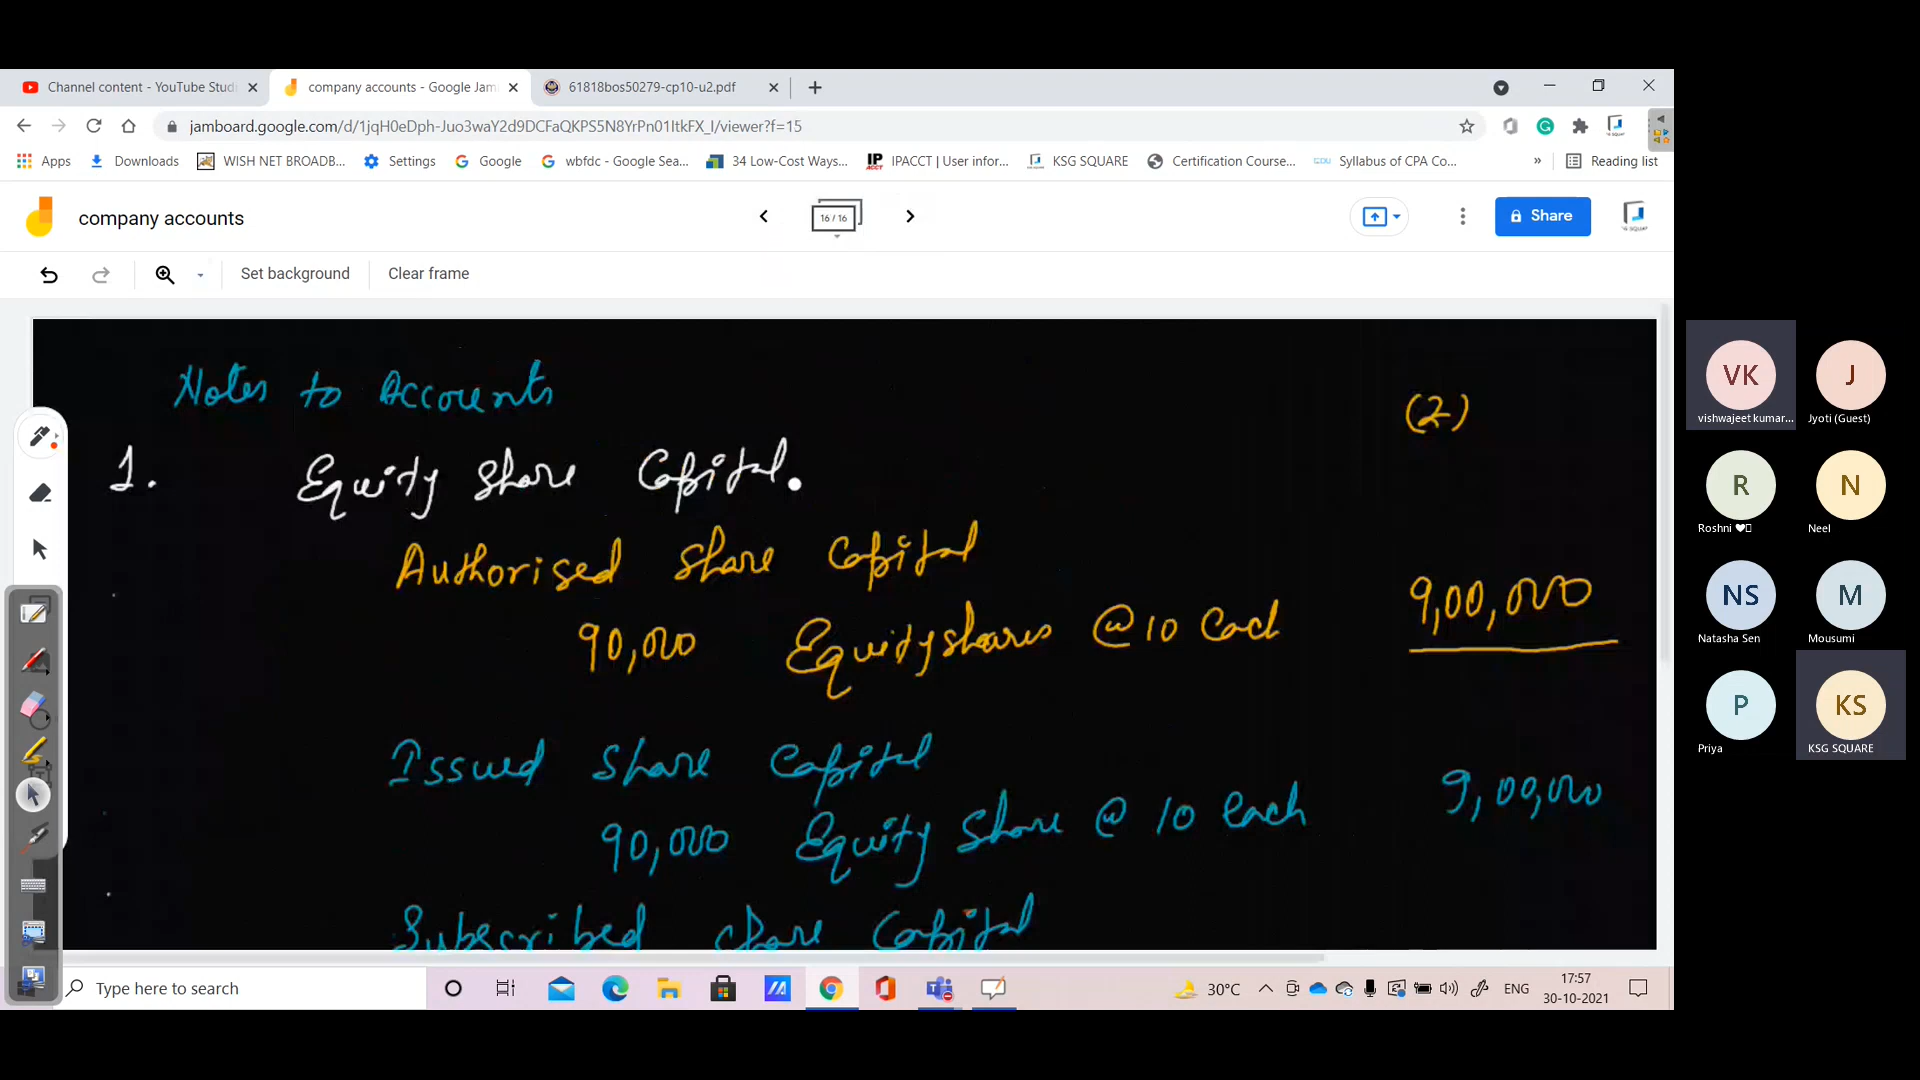 Channel content - YouTube Studi
company accounts - Google Jam
61818bos50279-cp10-u2.pdf
jamboard.google.com/d/1jqH0eDph-Juo3waY2d9DCFaQKPS5N8YrPn01ItkFX_I/viewer?f=15
Apps Downloads WISH NET BROADB... Settings Google wbfdc - Google Sea... 34 Low-Cost Ways... IPACCT | User infor... KSG SQUARE Certification Course... Syllabus of CPA Co... » Reading list
company accounts
16 / 16
Share
Set background Clear frame
Notes to Accounts
(2)
1. Equity Share Capital.
Authorised Share Capital
90,000 Equity shares @ 10 Each 9,00,000
Issued Share Capital
90,000 Equity Share @ 10 Each 9,00,000
Subscribed Share Capital
VK J
vishwajeet kumar... Jyoti (Guest)
R N
Roshni Neel
NS M
Natasha Sen Mousumi
P KS
Priya KSG SQUARE
Type here to search
30°C ENG 17:57
30-10-2021